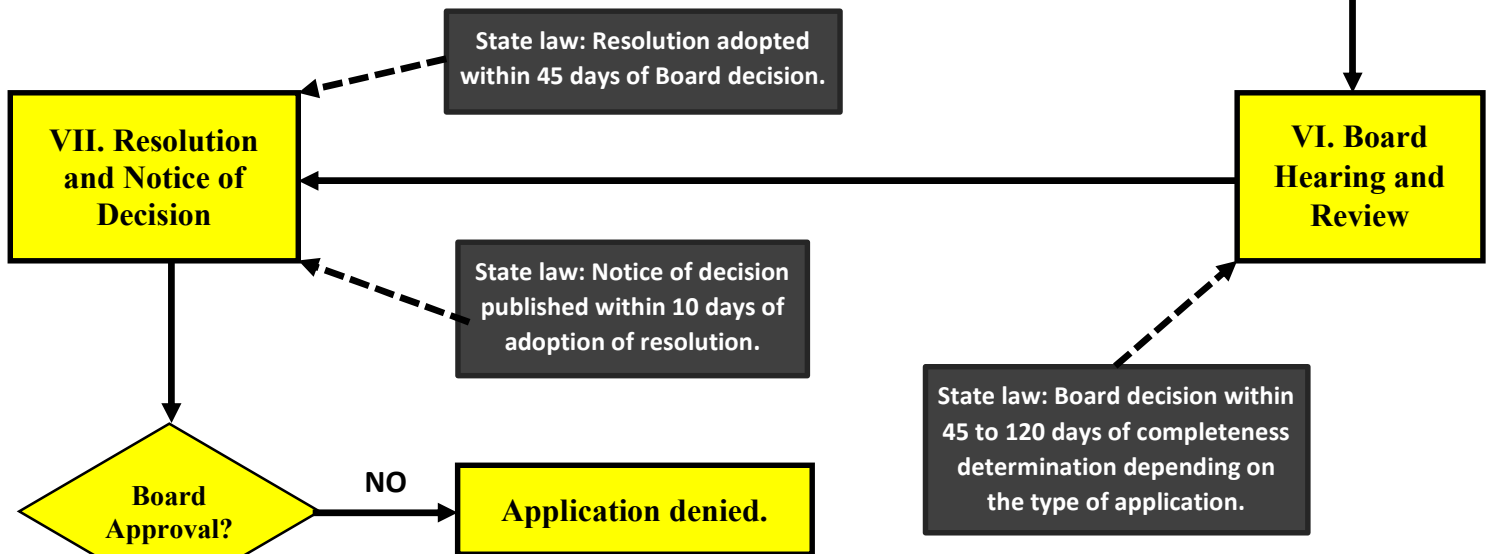 State law: Resolution adopted
within 45 days of Board decision.
VII. Resolution
and Notice of
Decision
VI. Board
Hearing and
Review
State law: Notice of decision
published within 10 days of
adoption of resolution.
State law: Board decision within
45 to 120 days of completeness
determination depending on
the type of application.
Board
Approval?
NO
Application denied.